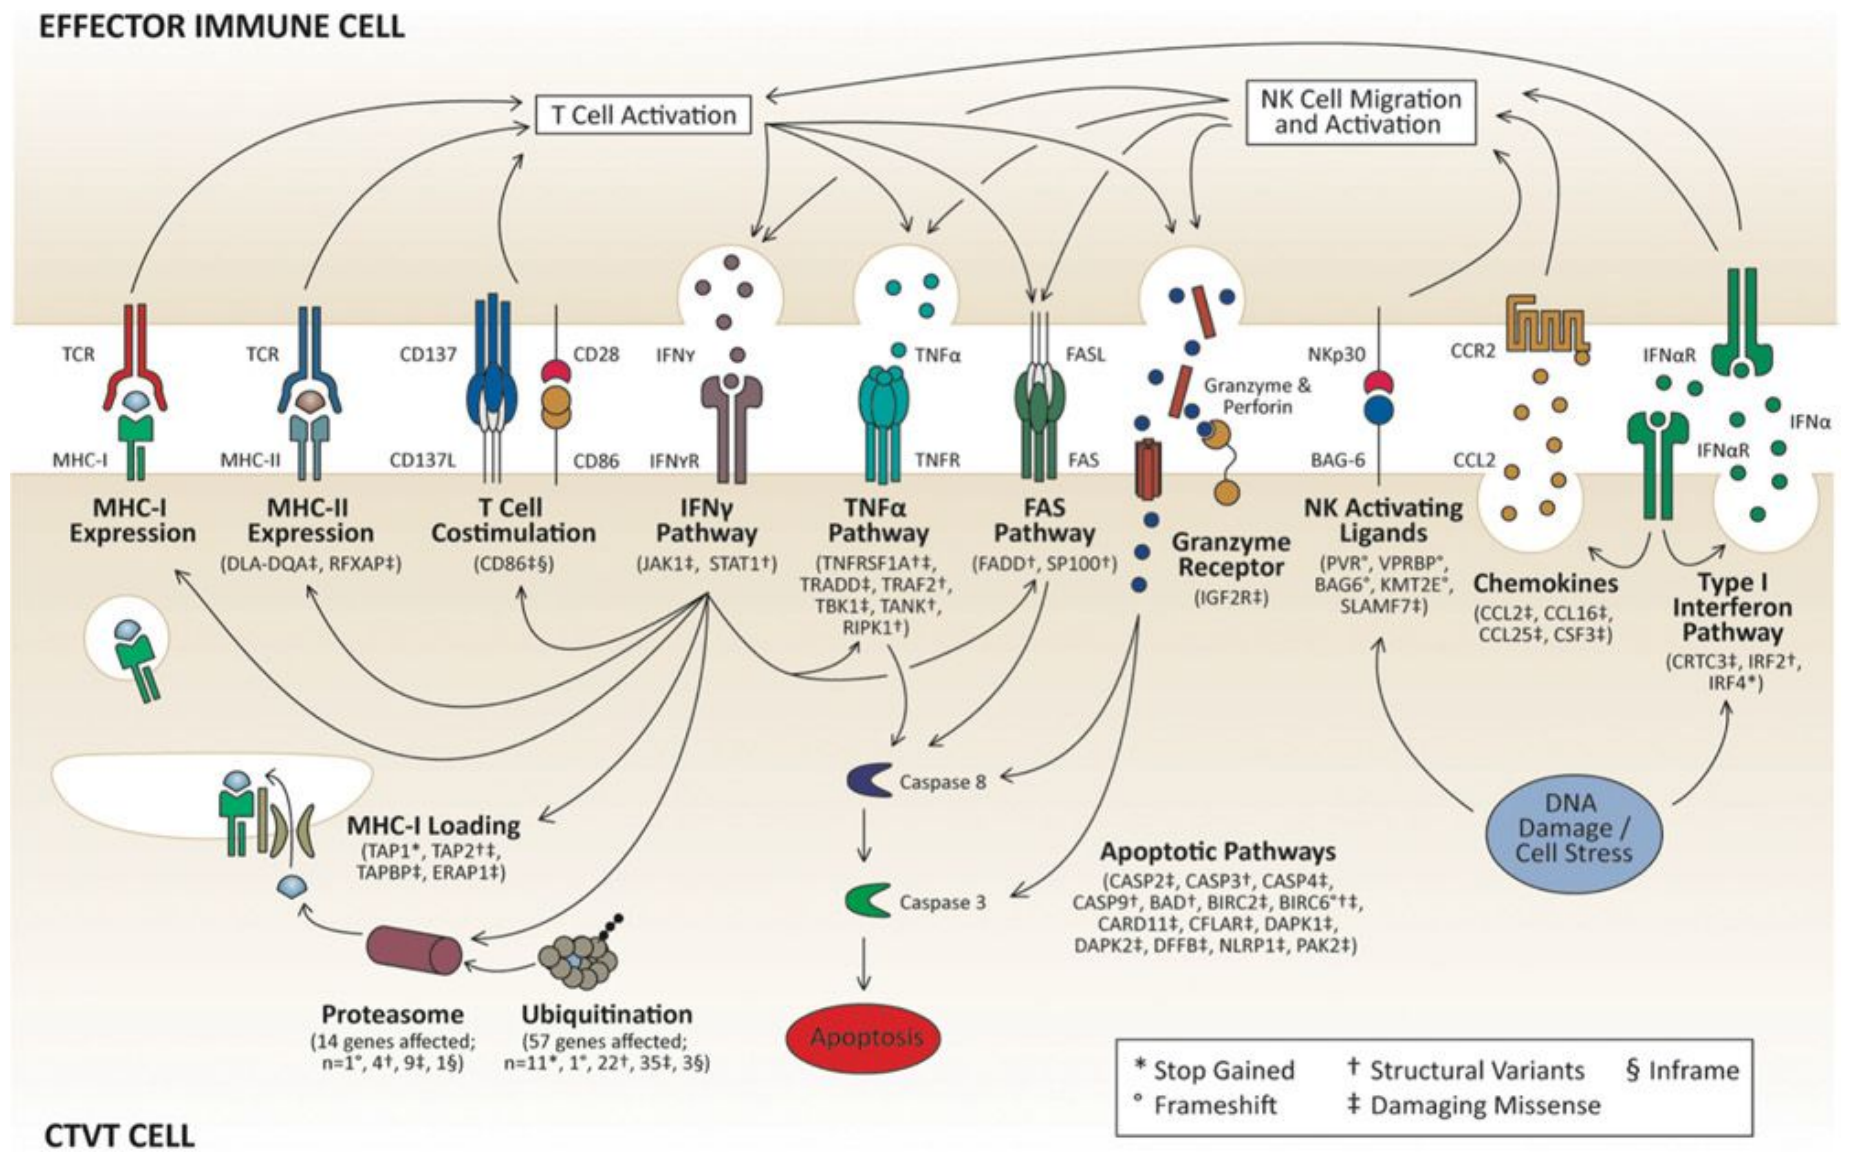 EFFECTOR IMMUNE CELL
T Cell Activation
NK Cell Migration
and Activation
TCR
MHC-I
TCR
MHC-II
CD137
CD137L
CD28
CD86
IFNγ
IFNγR
TNFα
TNFR
FASL
FAS
Granzyme &
Perforin
NKp30
BAG-6
CCR2
CCL2
IFNαR
IFNαR
IFNα
MHC-I
Expression
MHC-II
Expression
(DLA-DQA‡, RFXAP‡)
T Cell
Costimulation
(CD86‡§)
IFNγ
Pathway
(JAK1‡, STAT1†)
TNFα
Pathway
(TNFRSF1A†‡,
TRADD‡, TRAF2†,
TBK1‡, TANK†,
RIPK1†)
FAS
Pathway
(FADD†, SP100†)
Granzyme
Receptor
(IGF2R‡)
NK Activating
Ligands
(PVR°, VPRBP°,
BAG6°, KMT2E°,
SLAMF7‡)
Chemokines
(CCL2‡, CCL16‡,
CCL25‡, CSF3‡)
Type I
Interferon
Pathway
(CRTC3‡, IRF2†,
IRF4*)
MHC-I Loading
(TAP1*, TAP2†‡,
TAPBP‡, ERAP1‡)
Caspase 8
Caspase 3
Apoptosis
Apoptotic Pathways
(CASP2‡, CASP3†, CASP4‡,
CASP9†, BAD†, BIRC2‡, BIRC6°†‡,
CARD11‡, CFLAR‡, DAPK1‡,
DAPK2‡, DFFB‡, NLRP1‡, PAK2‡)
DNA
Damage /
Cell Stress
Proteasome
(14 genes affected;
n=1°, 4†, 9‡, 1§)
Ubiquitination
(57 genes affected;
n=11*, 1°, 22†, 35‡, 3§)
* Stop Gained
† Structural Variants
§ Inframe
° Frameshift
‡ Damaging Missense
CTVT CELL